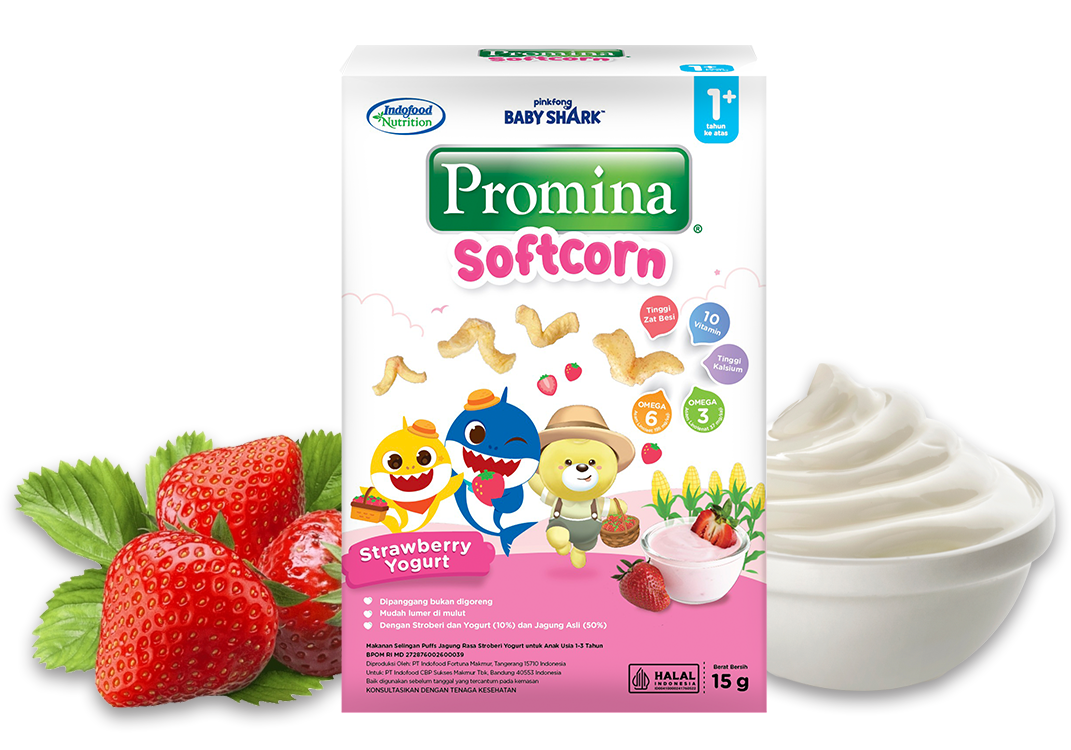 Promina
Softcorn
1+
Indofood
Nutrition
pinkfong
BABY SHARK™
1+
tahun
ke atas
Promina®
Softcorn
Tinggi
Zat Besi
10
Vitamin
Tinggi
Kalsium
OMEGA
6
OMEGA
3
Strawberry
Yogurt
Dipanggang bukan digoreng
Mudah lumer di mulut
Dengan Stroberi dan Yogurt (10%) dan Jagung Asli (50%)
Makanan Selingan Puffs Jagung Rasa Stroberi Yogurt untuk Anak Usia 1-3 Tahun
BPOM RI MD 272876002600039
Diproduksi Oleh: PT Indofood Fortuna Makmur, Tangerang 15710 Indonesia
Untuk: PT Indofood CBP Sukses Makmur Tbk, Bandung 40553 Indonesia
Baik digunakan sebelum tanggal yang tercantum pada kemasan
KONSULTASIKAN DENGAN TENAGA KESEHATAN
HALAL
INDONESIA
Berat Bersih
15 g